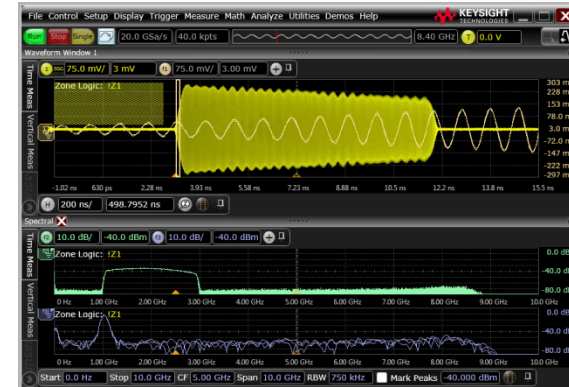 File Control Setup Display Trigger Measure Math Analyze Utilities Demos Help
KEYSIGHT TECHNOLOGIES
Run Stop Single 20.0 GSa/s 40.0 kpts 8.40 GHz T 0.0 V
Waveform Window 1
75.0 mV/ 3 mV f1 75.0 mV/ 3.00 mV
Time Meas
Vertical Meas
Zone Logic: !Z1
303 m
228 m
153 m
78.0 m
3.0 m
-72.0 m
-147 m
-222 m
-297 m
-1.02 ns 630 ps 2.28 ns 3.93 ns 5.58 ns 7.23 ns 8.88 ns 10.5 ns 12.2 ns 13.8 ns 15.5 ns
H 200 ns/ 498.7952 ns
Spectral
10.0 dB/ -40.0 dBm 10.0 dB/ -40.0 dBm
Time Meas
Vertical Meas
Zone Logic: !Z1
0.0 dB
-40.0 d
-80.0 d
0 Hz 1.00 GHz 2.00 GHz 3.00 GHz 4.00 GHz 5.00 GHz 6.00 GHz 7.00 GHz 8.00 GHz 9.00 GHz 10.0 GHz
Zone Logic: !Z1
0.0 dB
-40.0 d
-80.0 d
0 Hz 1.00 GHz 2.00 GHz 3.00 GHz 4.00 GHz 5.00 GHz 6.00 GHz 7.00 GHz 8.00 GHz 9.00 GHz 10.0 GHz
Start 0.0 Hz Stop 10.0 GHz CF 5.00 GHz Span 10.0 GHz RBW 750 kHz Mark Peaks -40.000 dBm